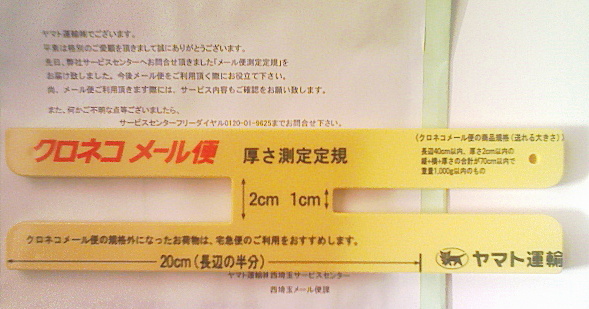 ヤマト運輸㈱でございます。
平素は格別のご愛顧を頂きまして誠にありがとうございます。
先日、弊社サービスセンターへお問合せ頂きました「メール便測定定規」を
お届け致しました。今後メール便をご利用頂く際にお役立て下さい。
尚、メール便ご利用頂きます際には、サービス内容もご確認をお願い致します。
また、何かご不明な点等ございましたら、
サービスセンターフリーダイヤル0120-01-9625までお問合せ下さい。
クロネコメール便 厚さ測定定規
(クロネコメール便の商品規格(送れる大きさ))
長辺40cm以内、厚さ2cm以内の
縦+横+厚さの合計が70cm以内で
重量1,000g以内のもの
2cm 1cm
クロネコメール便の規格外になったお荷物は、宅急便のご利用をおすすめします。
20cm(長辺の半分)
ヤマト運輸
ヤマト運輸㈱西埼玉サービスセンター
西埼玉メール便課